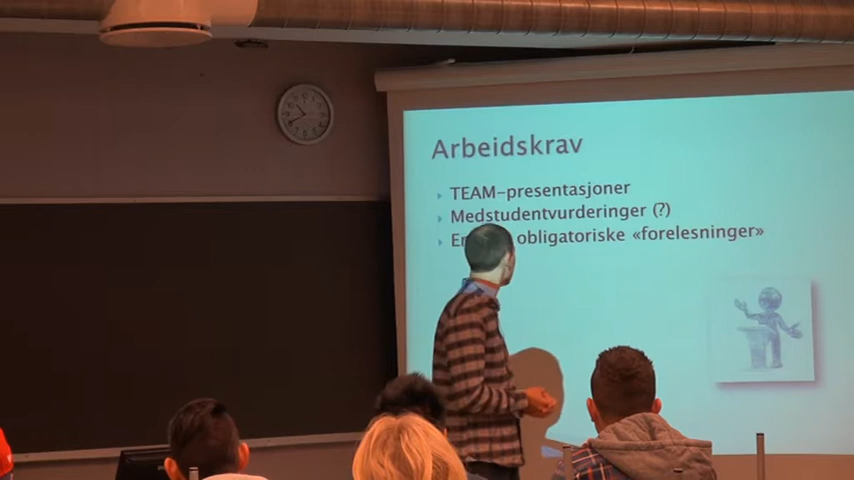 Arbeidskrav
TEAM-presentasjoner
Medstudentvurderinger (?)
obligatoriske «forelesninger»